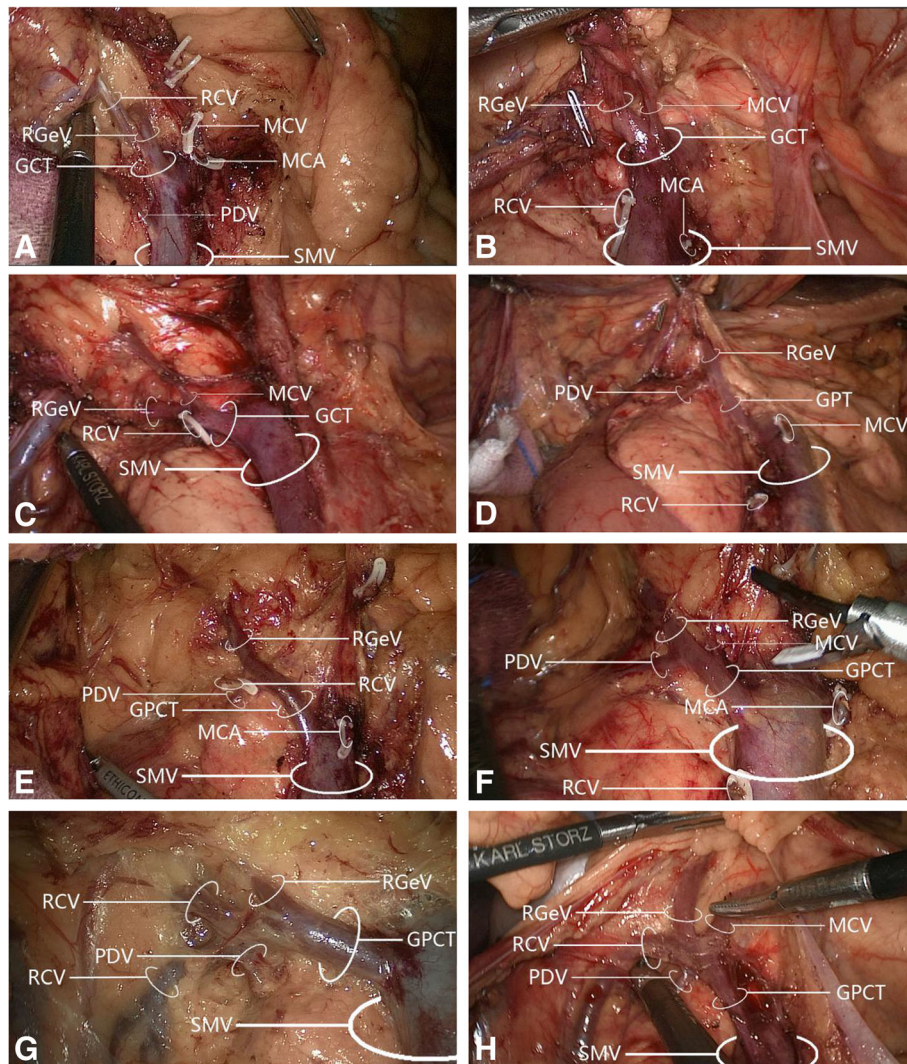 RCV
RGeV
MCV
GCT
MCA
PDV
SMV
A
RGeV
MCV
GCT
MCA
RCV
SMV
B
MCV
RGeV
GCT
RCV
SMV
KARL STORZ
C
RGeV
PDV
GPT
MCV
SMV
RCV
D
RGeV
RCV
PDV
GPCT
MCA
SMV
ETHICON
E
RGeV
MCV
PDV
GPCT
MCA
SMV
RCV
F
RGeV
RCV
GPCT
PDV
RCV
SMV
G
KARL STORZ
RGeV
MCV
RCV
PDV
GPCT
SMV
H